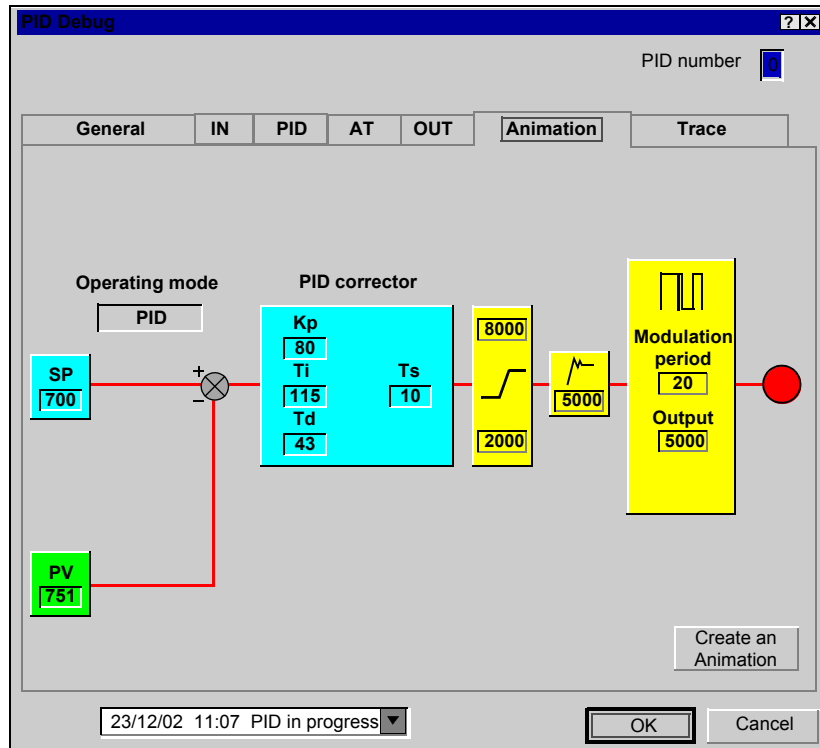 PID Debug
? X
PID number 0
General IN PID AT OUT Animation Trace
Operating mode
PID
PID corrector
Kp
80
Ti
115
Td
43
Ts
10
SP
700
+
−
8000
2000
5000
Modulation
period
20
Output
5000
PV
751
Create an
Animation
23/12/02 11:07 PID in progress
OK
Cancel